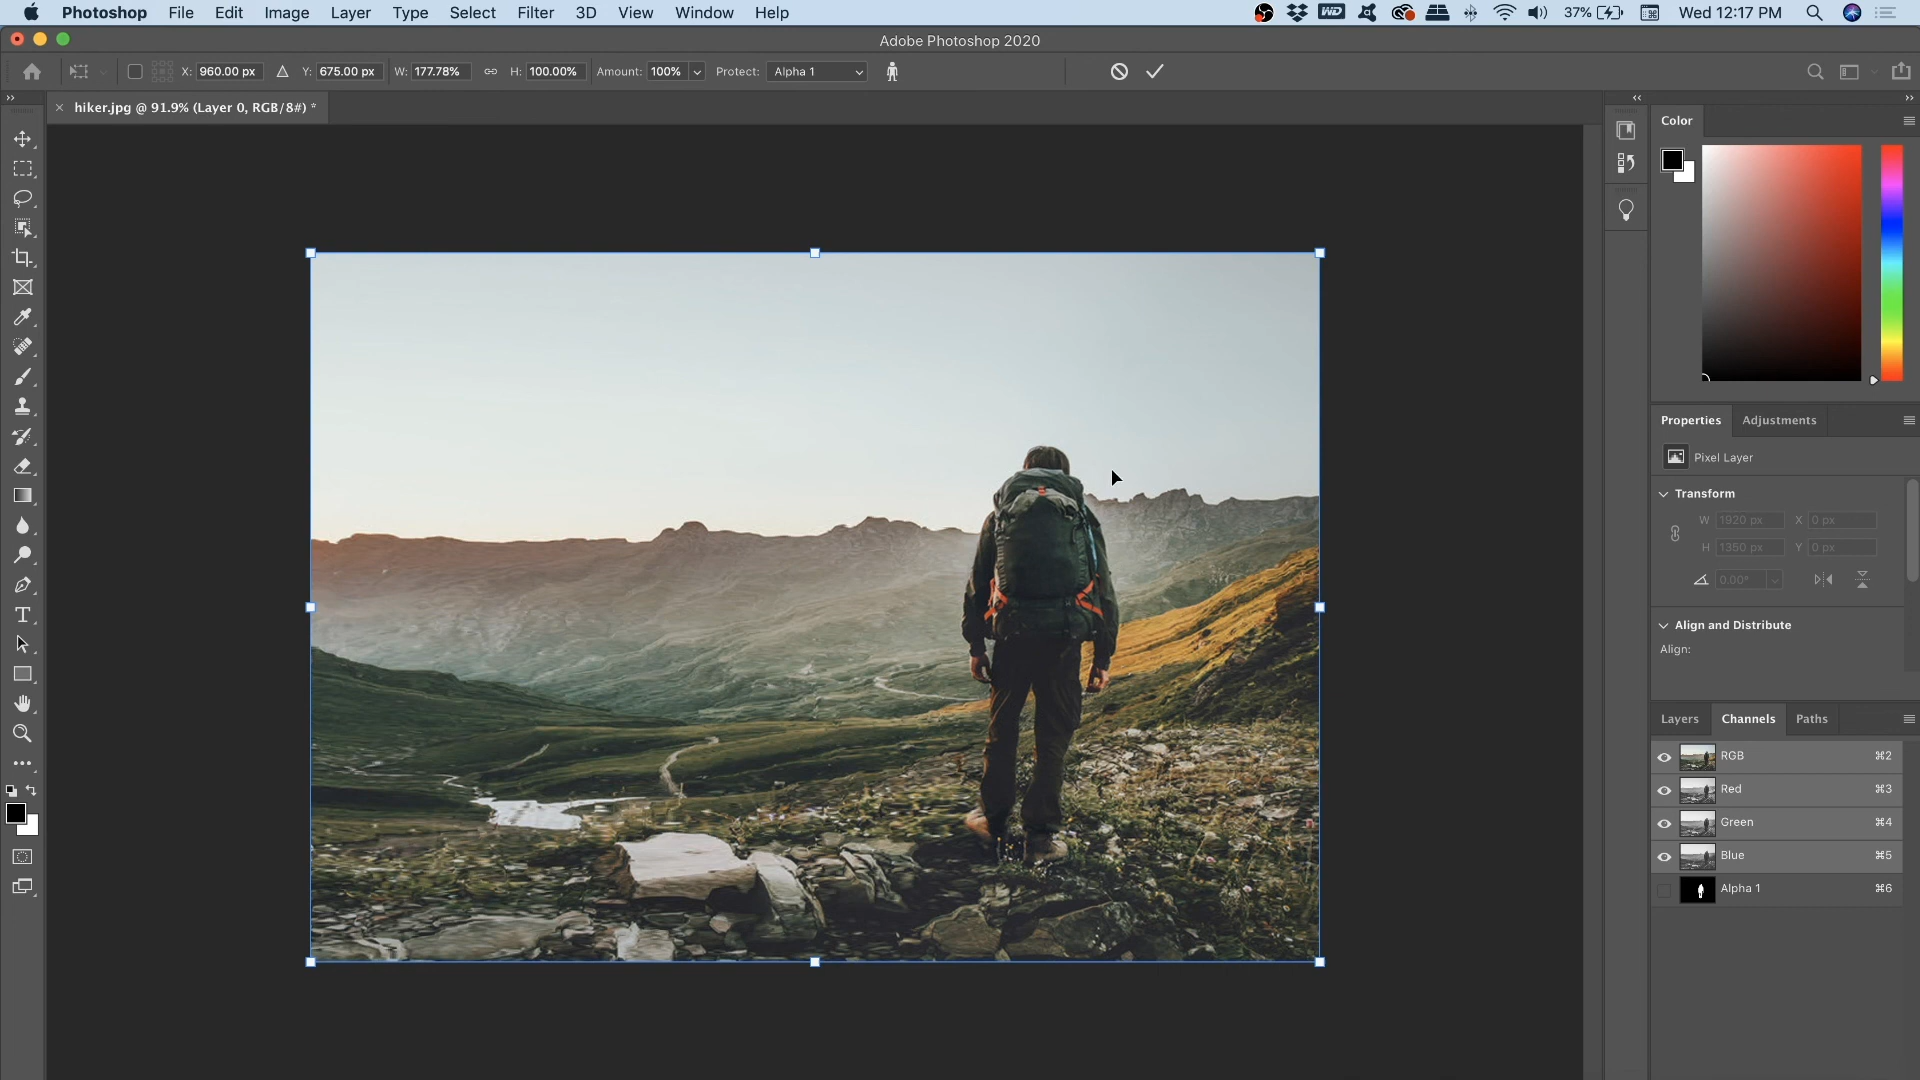 Photoshop File Edit Image Layer Type Select Filter 3D View Window Help WD 37% Wed 12:17 PM
Adobe Photoshop 2020
X: 960.00 px Y: 675.00 px W: 177.78% H: 100.00% Amount: 100% Protect: Alpha 1
hiker.jpg @ 91.9% (Layer 0, RGB/8#) *
Color
Properties Adjustments
Pixel Layer
Transform
W 1920 px X 0 px
H 1350 px Y 0 px
0.00°
Align and Distribute
Align:
Layers Channels Paths
RGB ⌘2
Red ⌘3
Green ⌘4
Blue ⌘5
Alpha 1 ⌘6